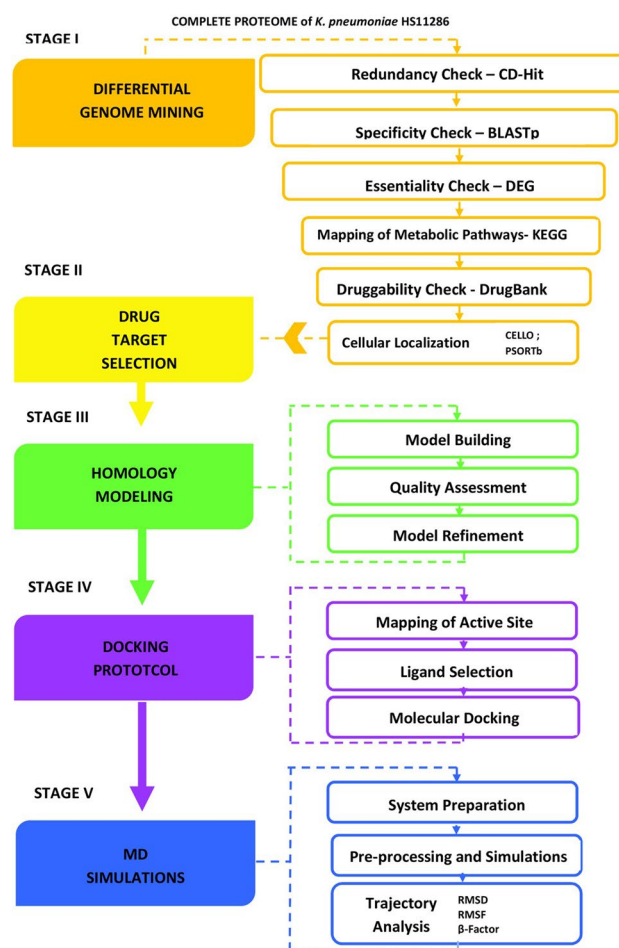 COMPLETE PROTEOME of K. pneumoniae HS11286
STAGE I
DIFFERENTIAL
GENOME MINING
Redundancy Check – CD-Hit
Specificity Check – BLASTp
Essentiality Check – DEG
Mapping of Metabolic Pathways- KEGG
Druggability Check - DrugBank
Cellular Localization
CELLO ;
PSORTb
STAGE II
DRUG
TARGET
SELECTION
STAGE III
HOMOLOGY
MODELING
Model Building
Quality Assessment
Model Refinement
STAGE IV
DOCKING
PROTOTCOL
Mapping of Active Site
Ligand Selection
Molecular Docking
STAGE V
MD
SIMULATIONS
System Preparation
Pre-processing and Simulations
Trajectory
Analysis
RMSD
RMSF
β-Factor